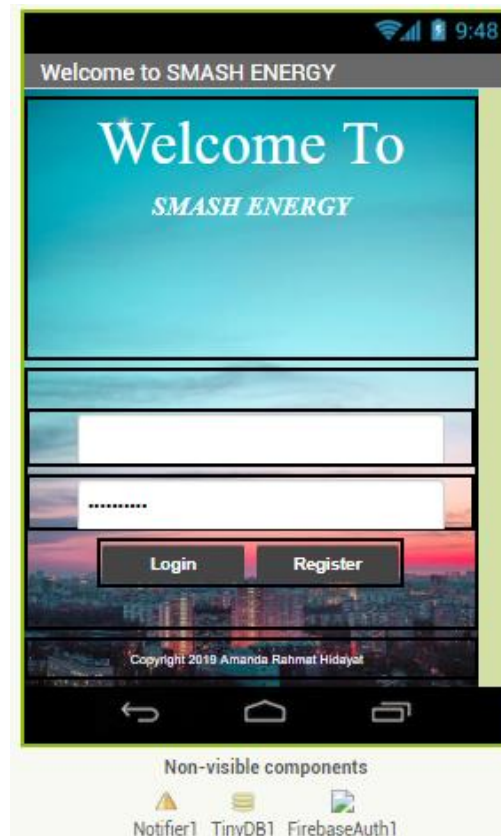 9:48
Welcome to SMASH ENERGY
Welcome To
SMASH ENERGY
••••••••••
Login Register
Copyright 2019 Amanda Rahmat Hidayat
Non-visible components
Notifier1 TinyDB1 FirebaseAuth1